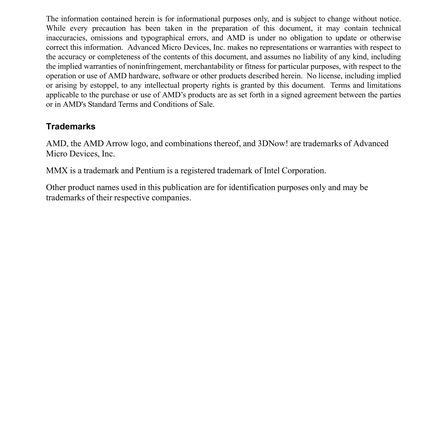 The information contained herein is for informational purposes only, and is subject to change without notice.
While every precaution has been taken in the preparation of this document, it may contain technical
inaccuracies, omissions and typographical errors, and AMD is under no obligation to update or otherwise
correct this information. Advanced Micro Devices, Inc. makes no representations or warranties with respect to
the accuracy or completeness of the contents of this document, and assumes no liability of any kind, including
the implied warranties of noninfringement, merchantability or fitness for particular purposes, with respect to the
operation or use of AMD hardware, software or other products described herein. No license, including implied
or arising by estoppel, to any intellectual property rights is granted by this document. Terms and limitations
applicable to the purchase or use of AMD's products are as set forth in a signed agreement between the parties
or in AMD's Standard Terms and Conditions of Sale.
Trademarks
AMD, the AMD Arrow logo, and combinations thereof, and 3DNow! are trademarks of Advanced
Micro Devices, Inc.
MMX is a trademark and Pentium is a registered trademark of Intel Corporation.
Other product names used in this publication are for identification purposes only and may be
trademarks of their respective companies.